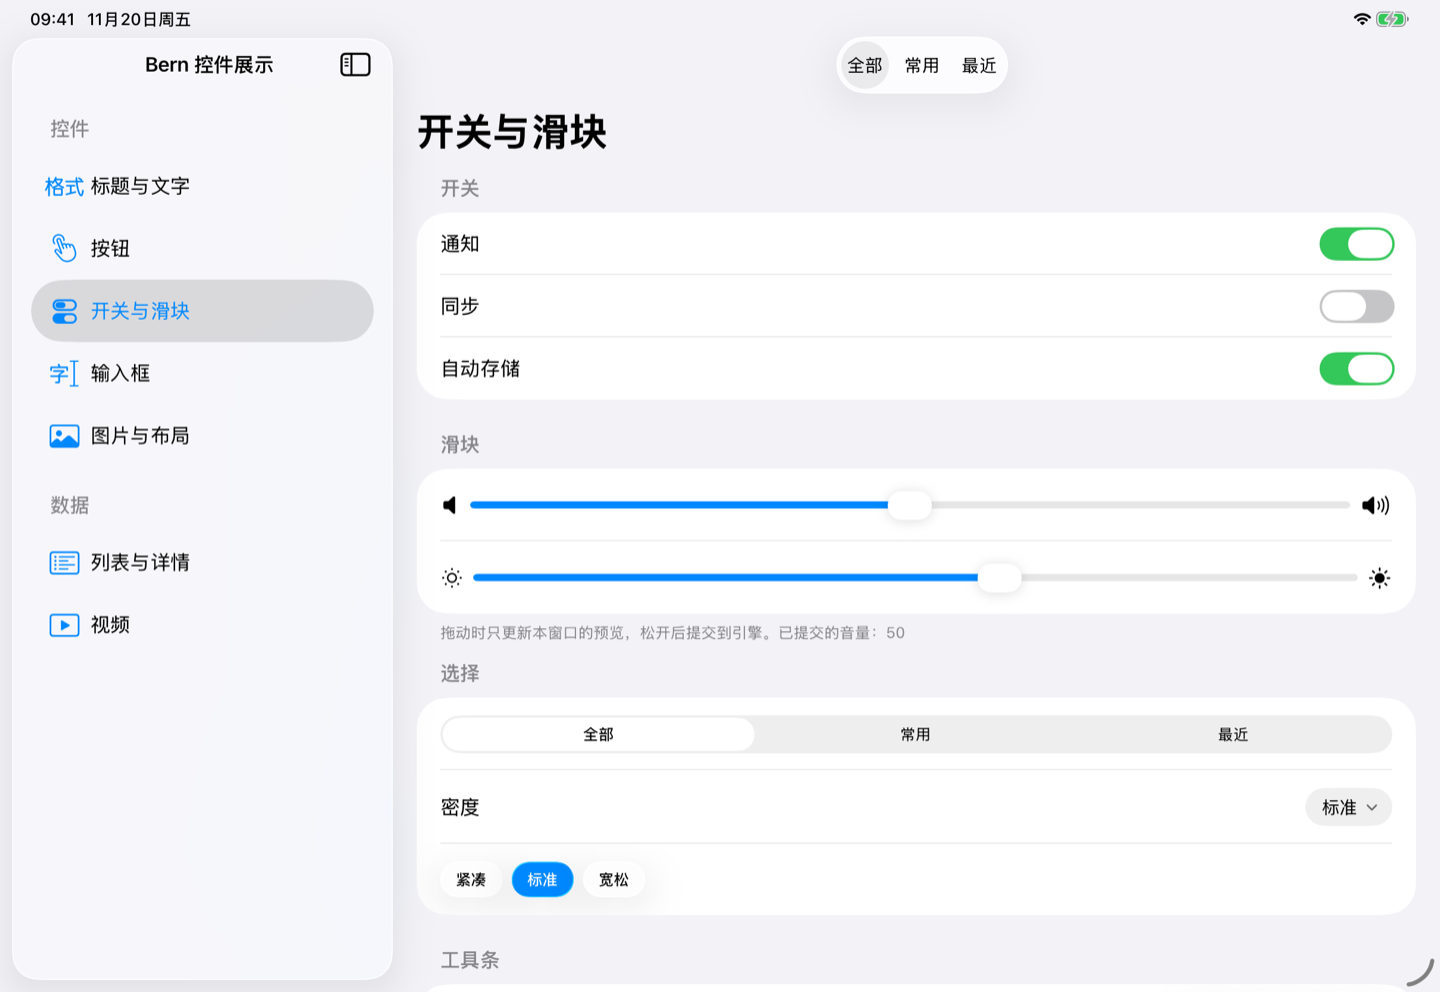 09:41 11月20日周五
Bern 控件展示
控件
格式 标题与文字
按钮
开关与滑块
字 输入框
图片与布局
数据
列表与详情
视频
全部 常用 最近
开关与滑块
开关
通知
同步
自动存储
滑块
拖动时只更新本窗口的预览，松开后提交到引擎。已提交的音量：50
选择
全部 常用 最近
密度 标准
紧凑 标准 宽松
工具条